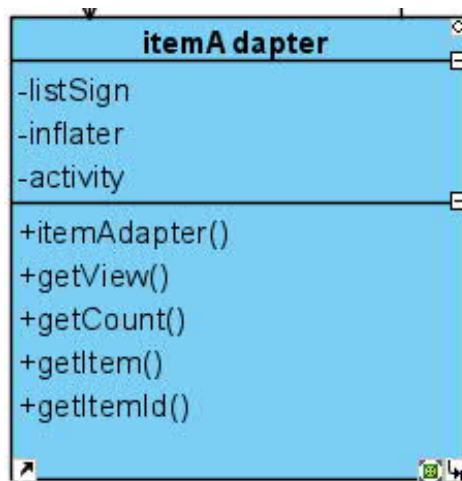 itemA dapter
-listSign
-inflater
-activity
+itemAdapter()
+getView()
+getCount()
+getItem()
+getItemId()